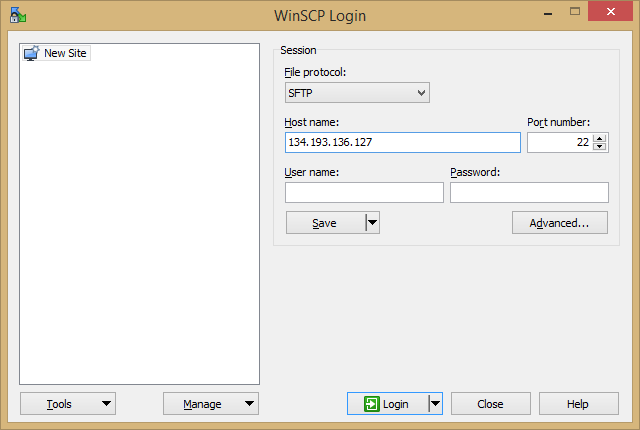 WinSCP Login
New Site
Session
File protocol:
SFTP
Host name:
Port number:
134.193.136.127
22
User name:
Password:
Save
Advanced...
Tools
Manage
Login
Close
Help